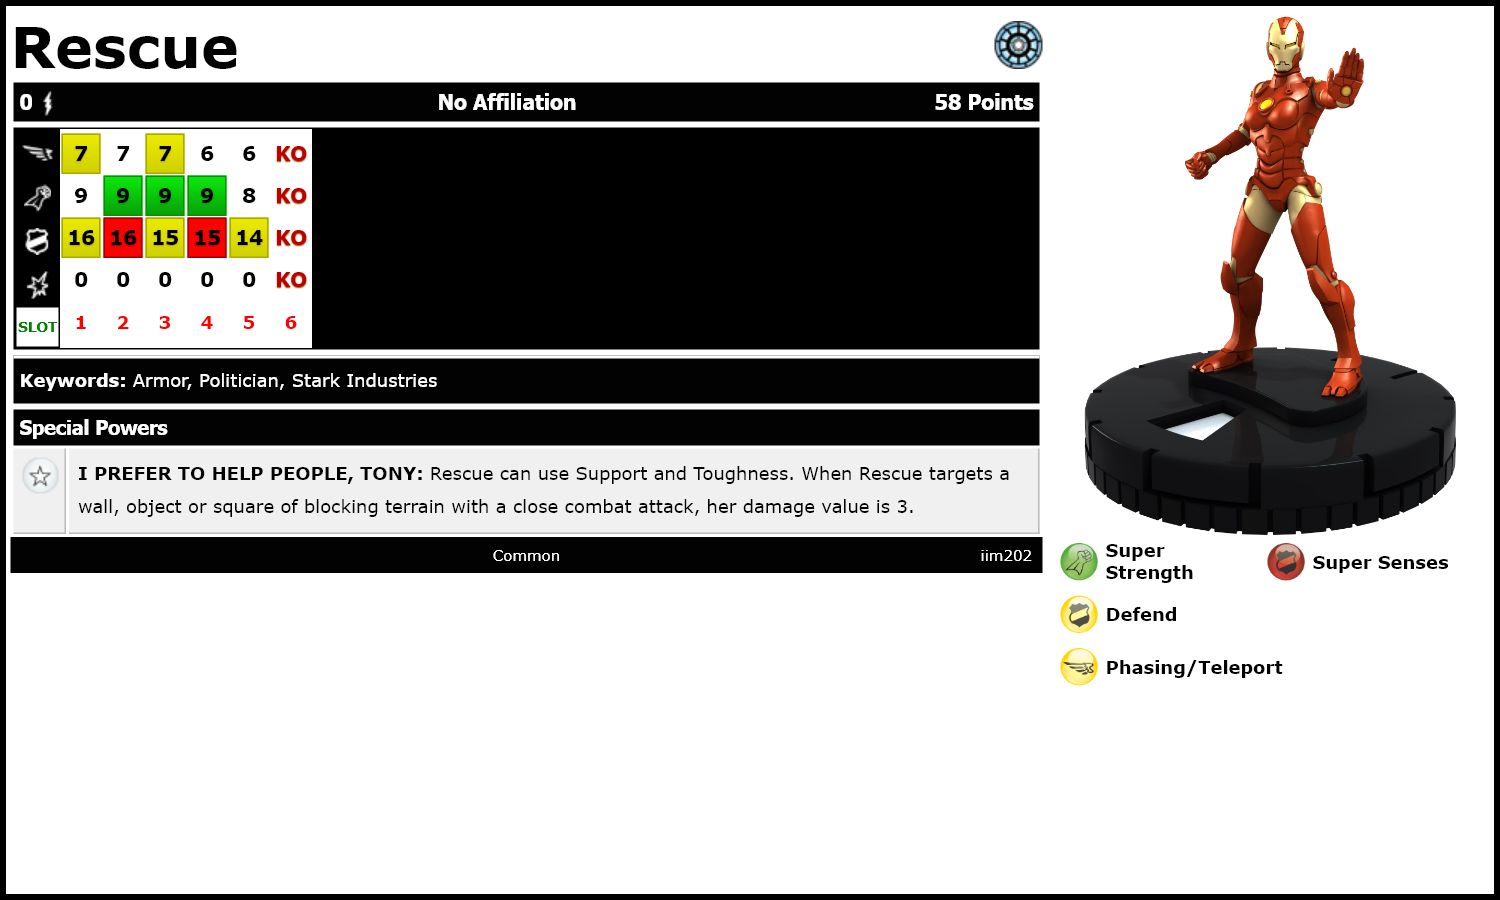 Rescue
0 No Affiliation 58 Points
7 7 7 6 6 KO
9 9 9 9 8 KO
16 16 15 15 14 KO
0 0 0 0 0 KO
SLOT 1 2 3 4 5 6
Keywords: Armor, Politician, Stark Industries
Special Powers
I PREFER TO HELP PEOPLE, TONY: Rescue can use Support and Toughness. When Rescue targets a
wall, object or square of blocking terrain with a close combat attack, her damage value is 3.
Common iim202
Super
Strength
Super Senses
Defend
Phasing/Teleport